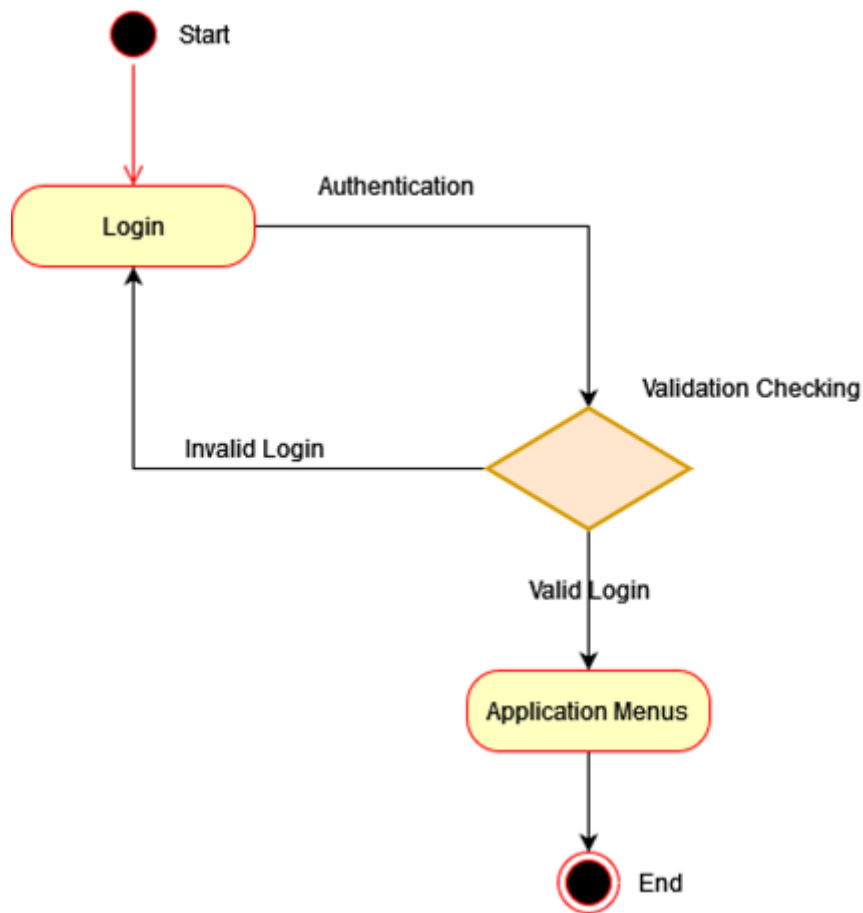 Start
Authentication
Login
Validation Checking
Invalid Login
Valid Login
Application Menus
End